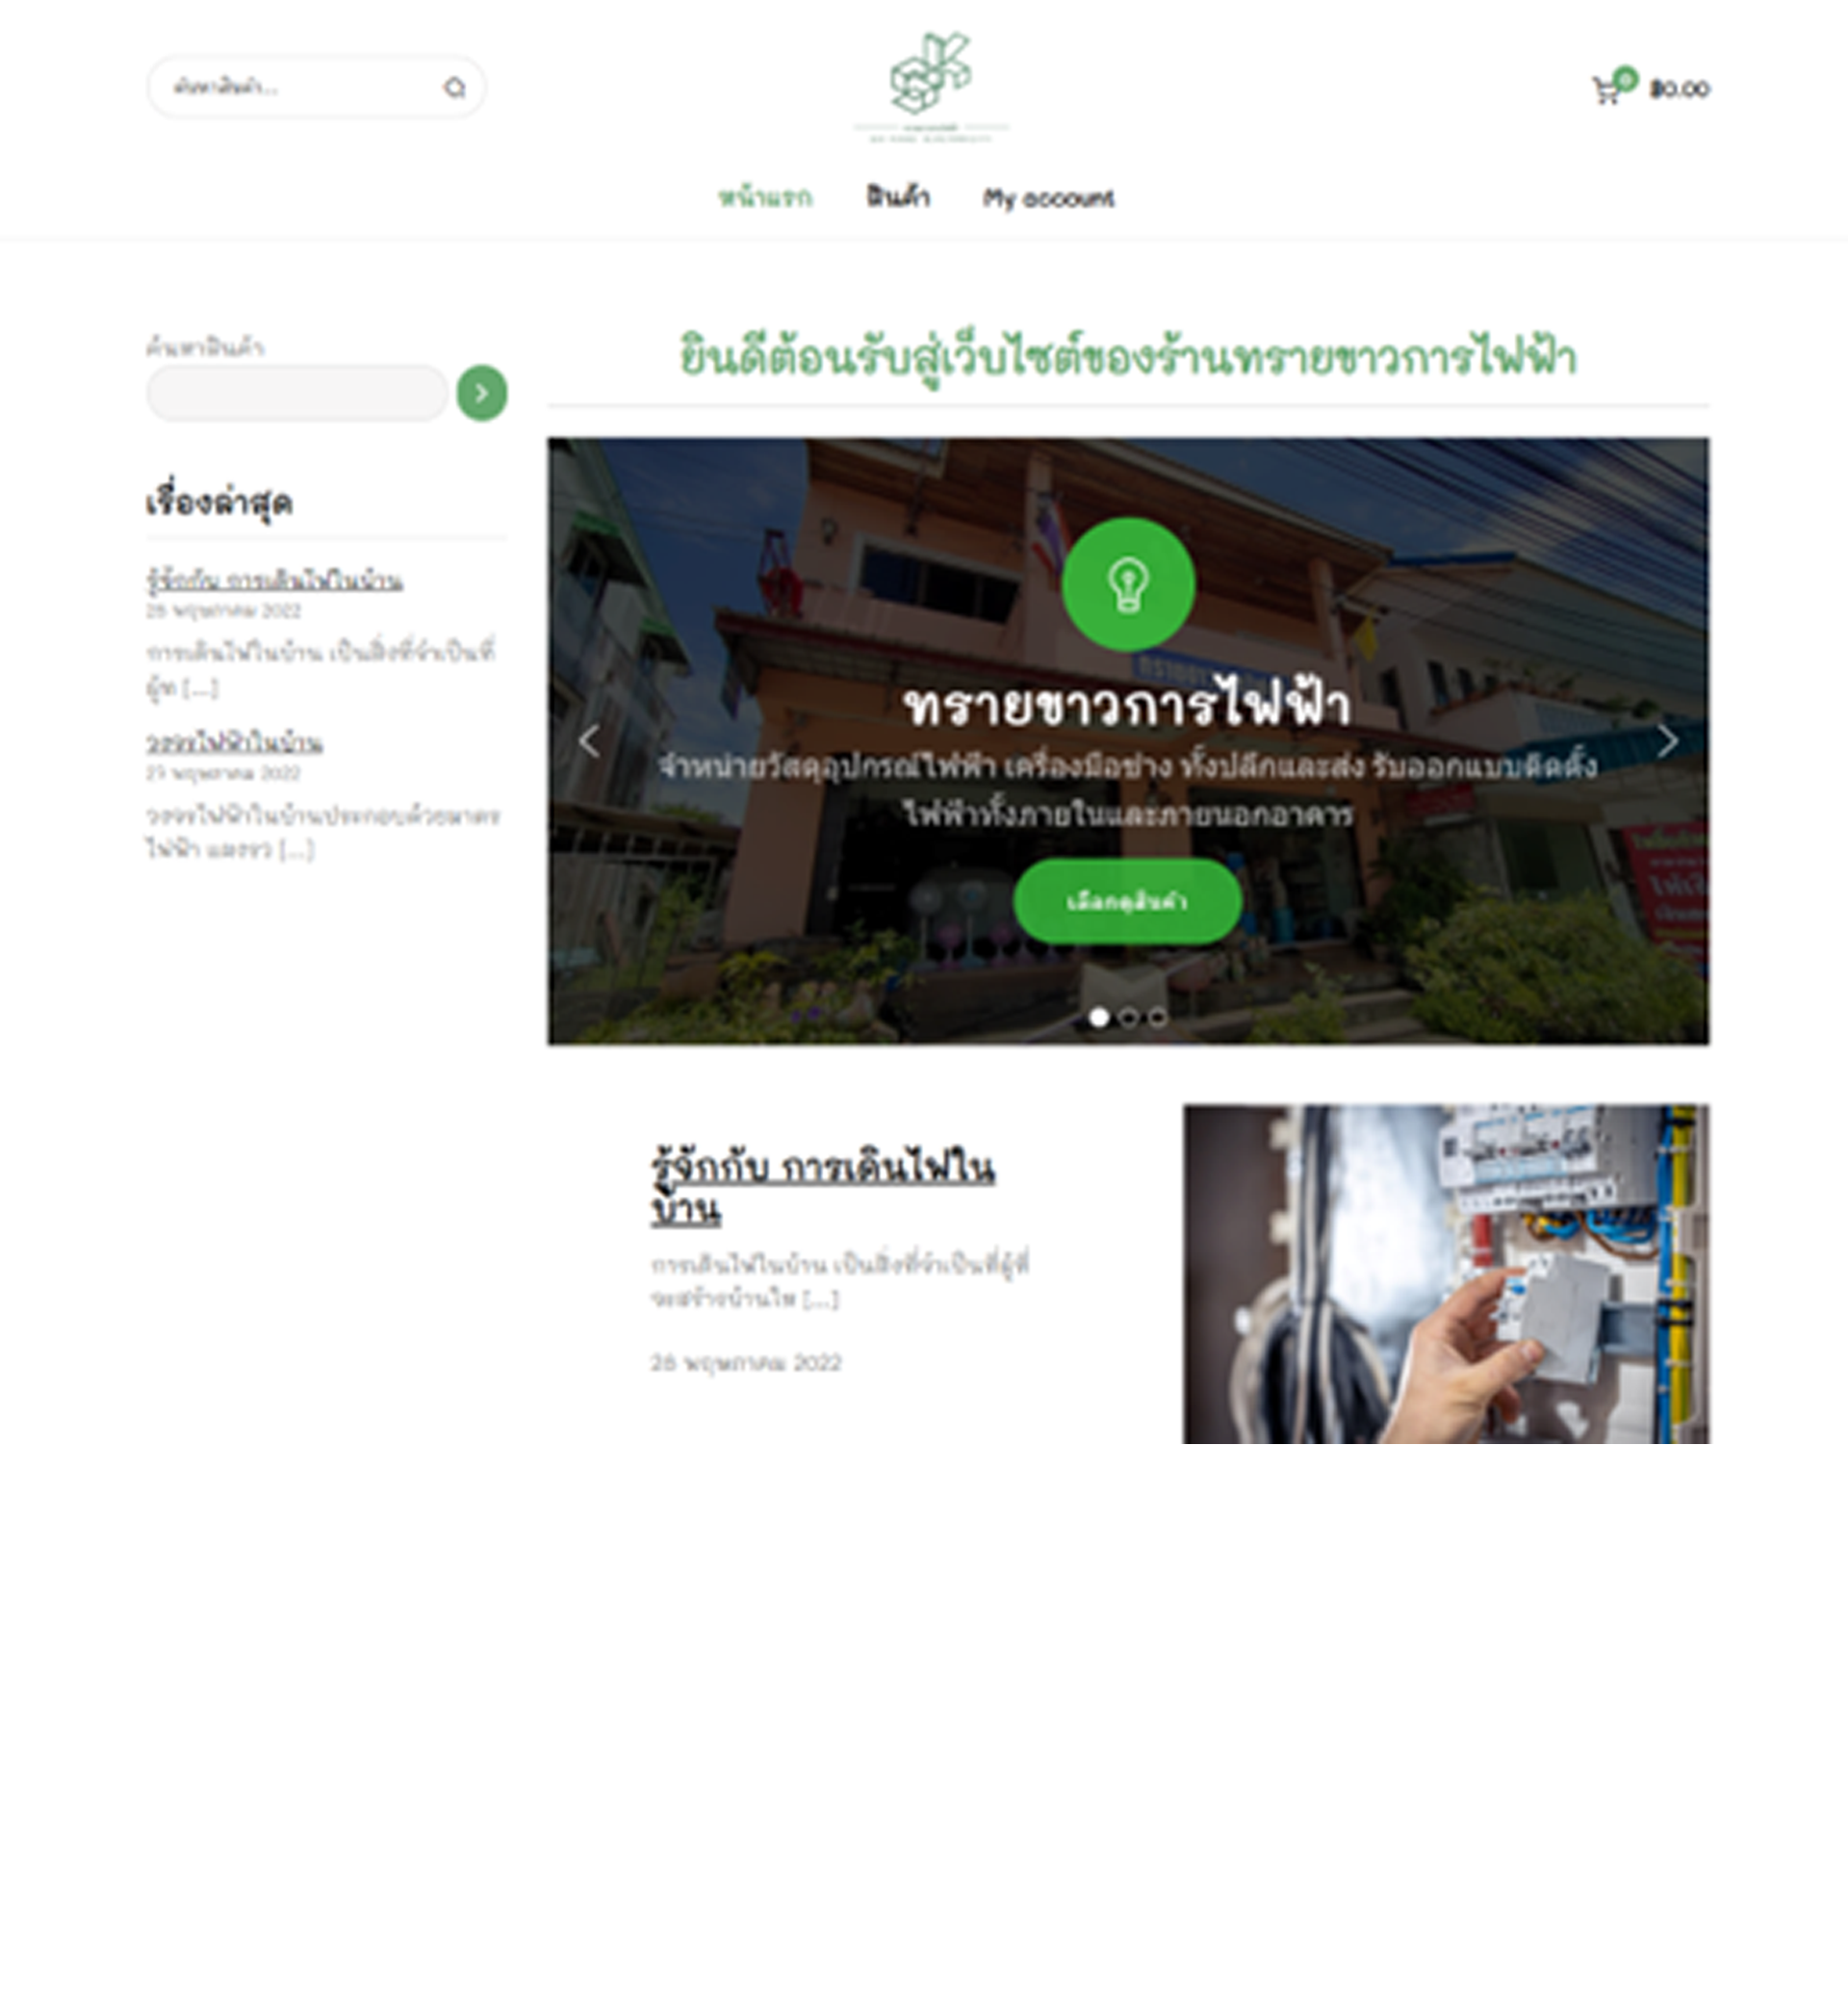 ค้นหาสินค้า...
฿0.00
หน้าแรก
สินค้า
My account
ค้นหาสินค้า
เรื่องล่าสุด
รู้จักกับ การเดินไฟในบ้าน
28 พฤษภาคม 2022
การเดินไฟในบ้าน เป็นสิ่งที่จำเป็นที่
ผู้ท [...]
วงจรไฟฟ้าในบ้าน
29 พฤษภาคม 2022
วงจรไฟฟ้าในบ้านประกอบด้วยมาตร
ไฟฟ้า แผงวง [...]
ยินดีต้อนรับสู่เว็บไซต์ของร้านทรายขาวการไฟฟ้า
ทรายขาวการไฟฟ้า
จำหน่ายวัสดุอุปกรณ์ไฟฟ้า เครื่องมือช่าง ทั้งปลีกและส่ง รับออกแบบติดตั้ง
ไฟฟ้าทั้งภายในและภายนอกอาคาร
เลือกดูสินค้า
รู้จักกับ การเดินไฟใน
บ้าน
การเดินไฟในบ้าน เป็นสิ่งที่จำเป็นที่ผู้ที่
จะสร้างบ้านให [...]
28 พฤษภาคม 2022